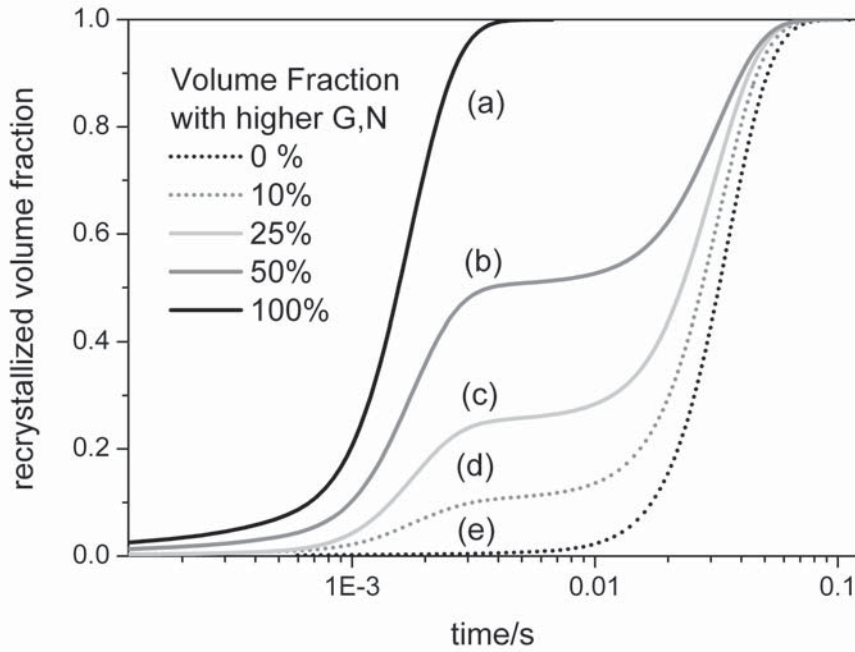 recrystallized volume fraction
1.0
0.8
0.6
0.4
0.2
0.0
Volume Fraction
with higher G,N
0 %
10%
25%
50%
100%
(a)
(b)
(c)
(d)
(e)
1E-3
0.01
0.1
time/s